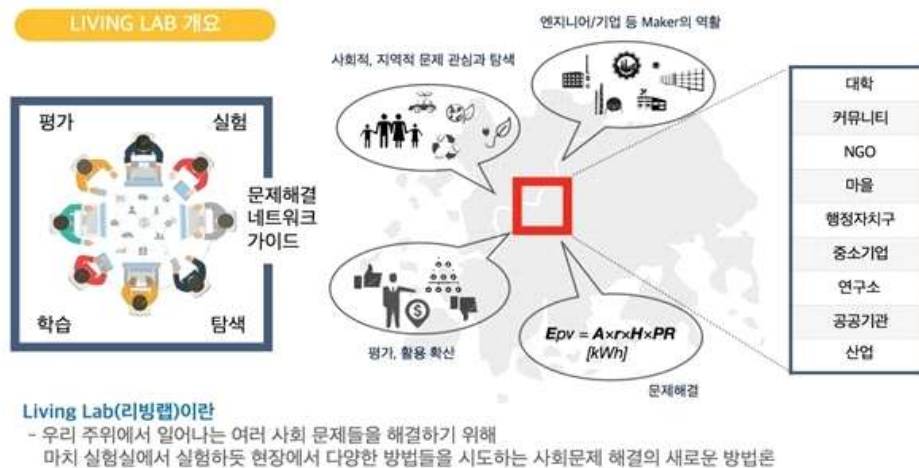 LIVING LAB 개요
엔지니어/기업 등 Maker의 역할
사회적, 지역적 문제 관심과 탐색
평가
실험
문제해결
네트워크
가이드
학습
탐색
평가, 활용 확산
$
Epv = A×r×H×PR
[kWh]
문제해결
대학
커뮤니티
NGO
마을
행정자치구
중소기업
연구소
공공기관
산업
Living Lab(리빙랩)이란
- 우리 주위에서 일어나는 여러 사회 문제들을 해결하기 위해
마치 실험실에서 실험하듯 현장에서 다양한 방법들을 시도하는 사회문제 해결의 새로운 방법론